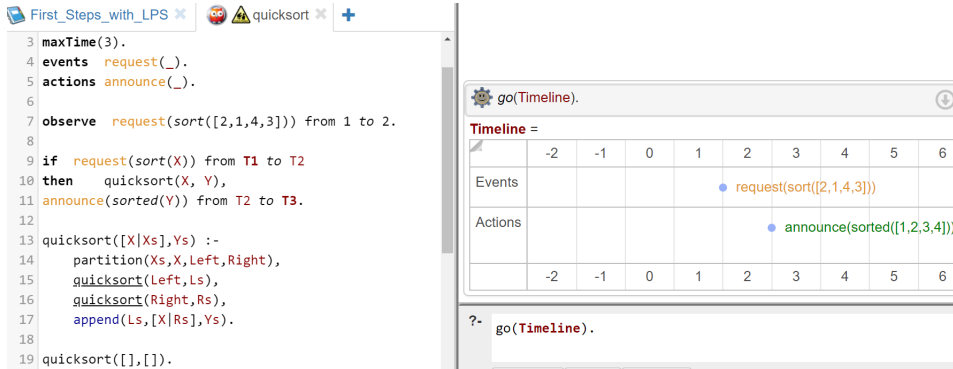 First_Steps_with_LPS quicksort
3 maxTime(3).
4 events request(_).
5 actions announce(_).
6
7 observe request(sort([2,1,4,3])) from 1 to 2.
8
9 if request(sort(X)) from T1 to T2
10 then quicksort(X, Y),
11 announce(sorted(Y)) from T2 to T3.
12
13 quicksort([X|Xs],Ys) :-
14 partition(Xs,X,Left,Right),
15 quicksort(Left,Ls),
16 quicksort(Right,Rs),
17 append(Ls,[X|Rs],Ys).
18
19 quicksort([],[]).
go(Timeline).
Timeline =
-2 -1 0 1 2 3 4 5 6
Events request(sort([2,1,4,3]))
Actions announce(sorted([1,2,3,4]))
-2 -1 0 1 2 3 4 5 6
?- go(Timeline).